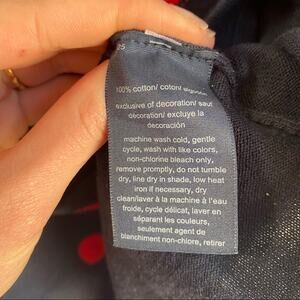 25
100% cotton/ coton/ algodón
exclusive of decoration/ sauf
décoration/ excluye la
decoración
machine wash cold, gentle
cycle, wash with like colors,
non-chlorine bleach only,
remove promptly, do not tumble
dry, line dry in shade, low heat
iron if necessary, dry
clean/laver à la machine à l'eau
froide, cycle délicat, laver en
séparant les couleurs,
seulement agent de
blanchiment non-chlore, retirer